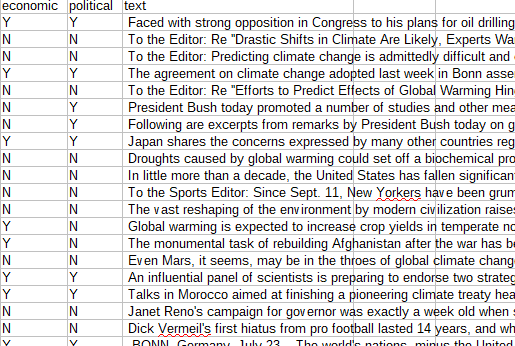 economic political text
Y Y Faced with strong opposition in Congress to his plans for oil drilling
N N To the Editor: Re "Drastic Shifts in Climate Are Likely, Experts Wa
N N To the Editor: Predicting climate change is admittedly difficult and
Y Y The agreement on climate change adopted last week in Bonn asse
N N To the Editor: Re "Efforts to Predict Effects of Global Warming Hin
N Y President Bush today promoted a number of studies and other mea
N Y Following are excerpts from remarks by President Bush today on g
Y Y Japan shares the concerns expressed by many other countries reg
N N Droughts caused by global warming could set off a biochemical pro
N N In little more than a decade, the United States has fallen significant
N N To the Sports Editor: Since Sept. 11, New Yorkers have been grum
N N The vast reshaping of the environment by modern civilization raises
Y N Global warming is expected to increase crop yields in temperate no
Y N The monumental task of rebuilding Afghanistan after the war has be
N N Even Mars, it seems, may be in the throes of global climate chang
Y Y An influential panel of scientists is preparing to endorse two strateg
Y Y Talks in Morocco aimed at finishing a pioneering climate treaty hea
N N Janet Reno's campaign for governor was exactly a week old when s
N N Dick Vermeil's first hiatus from pro football lasted 14 years, and wh
Y Y BONN, Germany, July 23 The world's nations, minus the United